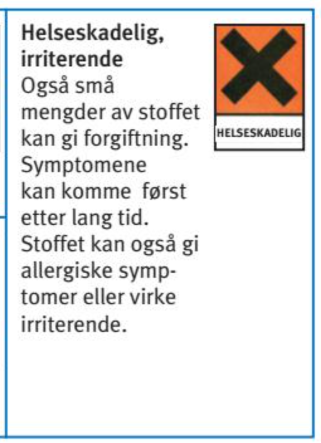 Helseskadelig,
irriterende
Også små
mengder av stoffet
kan gi forgiftning.
Symptomene
kan komme først
etter lang tid.
Stoffet kan også gi
allergiske symp-
tomer eller virke
irriterende.
HELSESKADELIG